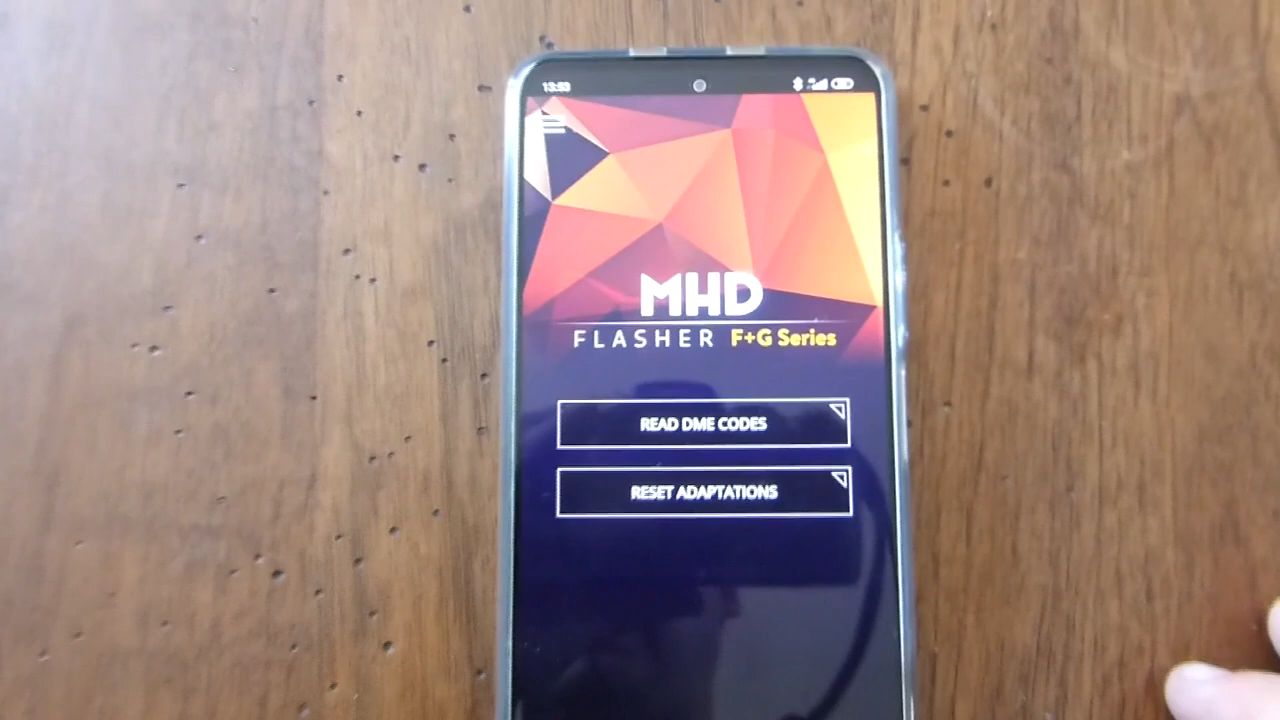 13:53
MHD
FLASHER F+G Series
READ DME CODES
RESET ADAPTATIONS